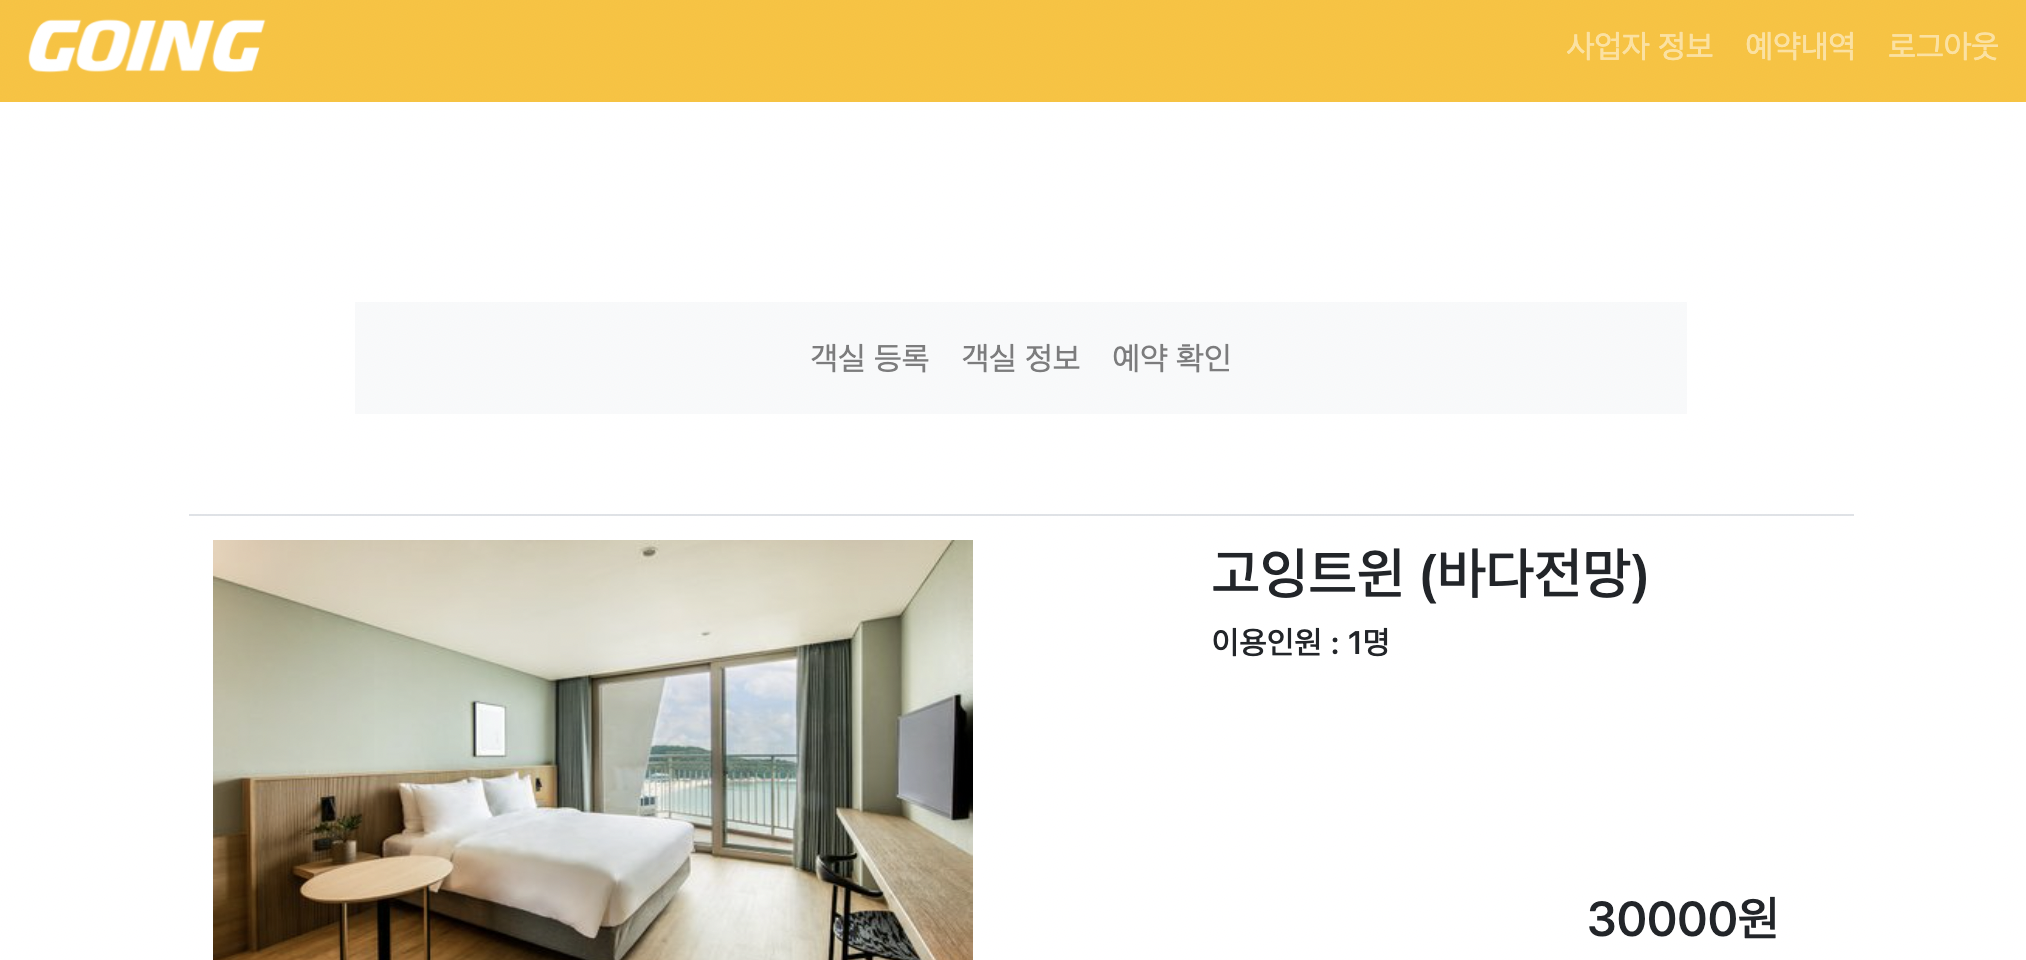 GOING
사업자 정보 예약내역 로그아웃
객실 등록 객실 정보 예약 확인
고잉트윈 (바다전망)
이용인원 : 1명
30000원